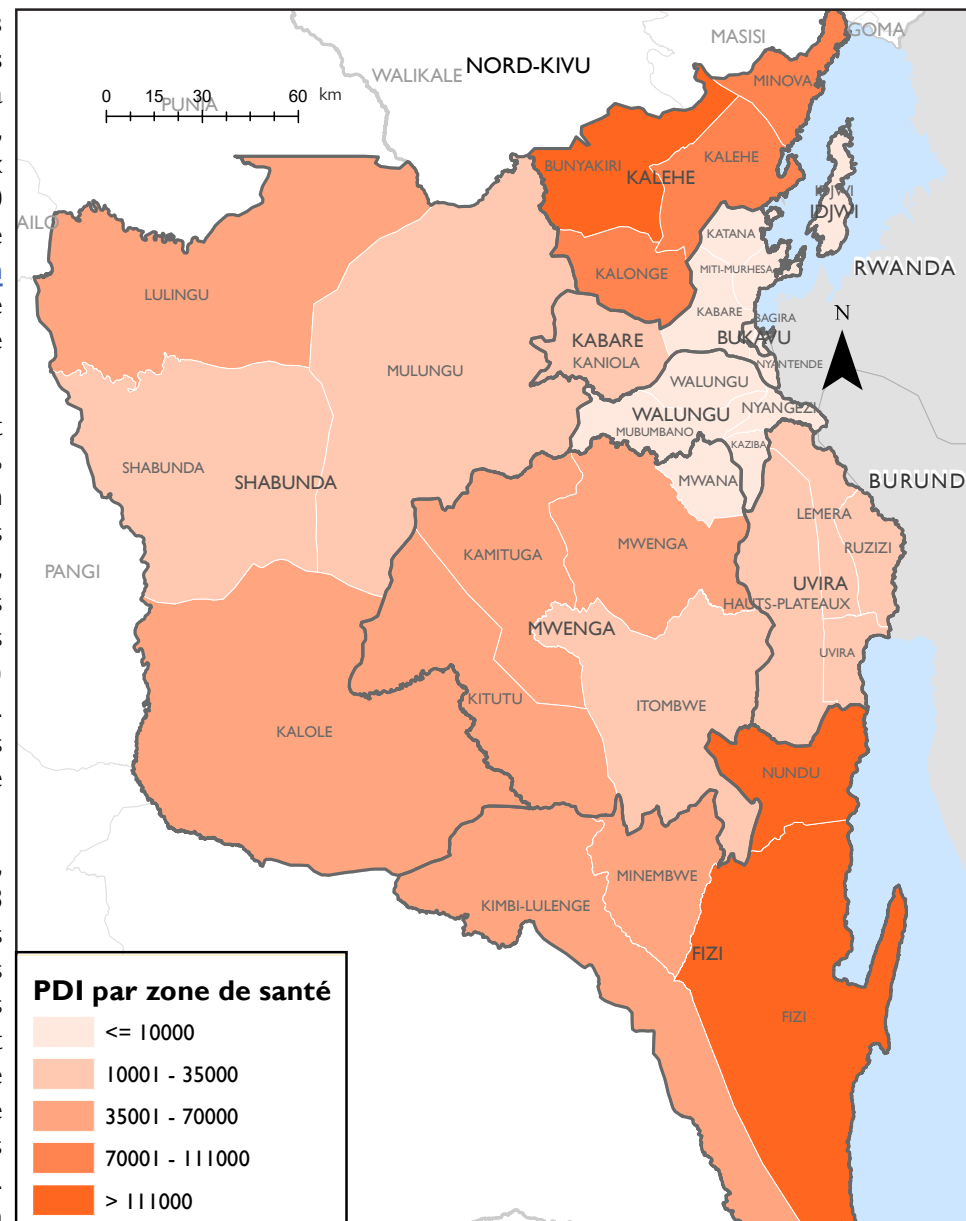 GOMA
MASISI
NORD-KIVU
WALIKALE
MINOVA
0 15 30 60 km
PUNIA
KALEHE
BUNYAKIRI
KALEHE
IDJWI
IDJWI
AILO
KATANA
RWANDA
MITI-MURHESA
KALONGE
LULINGU
KABARE
N
BAGIRA
BUKAVU
KABARE
KANIOLA
NYANTENDE
MULUNGU
WALUNGU
NYANGEZI
WALUNGU
MUBUMBANO
KAZIBA
SHABUNDA
SHABUNDA
MWANA
BURUND
LEMERA
MWENGA
RUZIZI
KAMITUGA
PANGI
UVIRA
HAUTS-PLATEAUX
MWENGA
UVIRA
KITUTU
ITOMBWE
KALOLE
NUNDU
MINEMBWE
KIMBI-LULENGE
FIZI
FIZI
PDI par zone de santé
<= 10000
10001 - 35000
35001 - 70000
70001 - 111000
> 111000